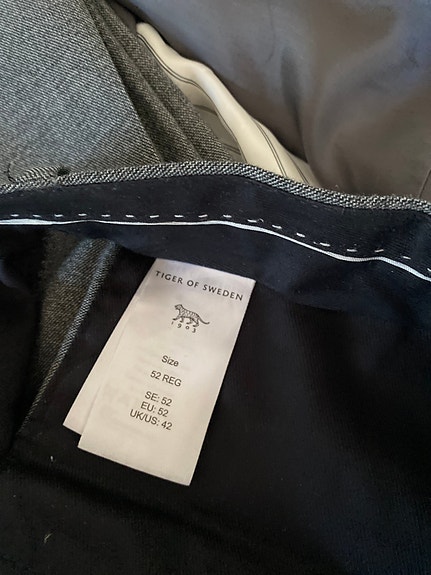 TIGER OF SWEDEN
1903
Size
52 REG
SE: 52
EU: 52
UK/US: 42